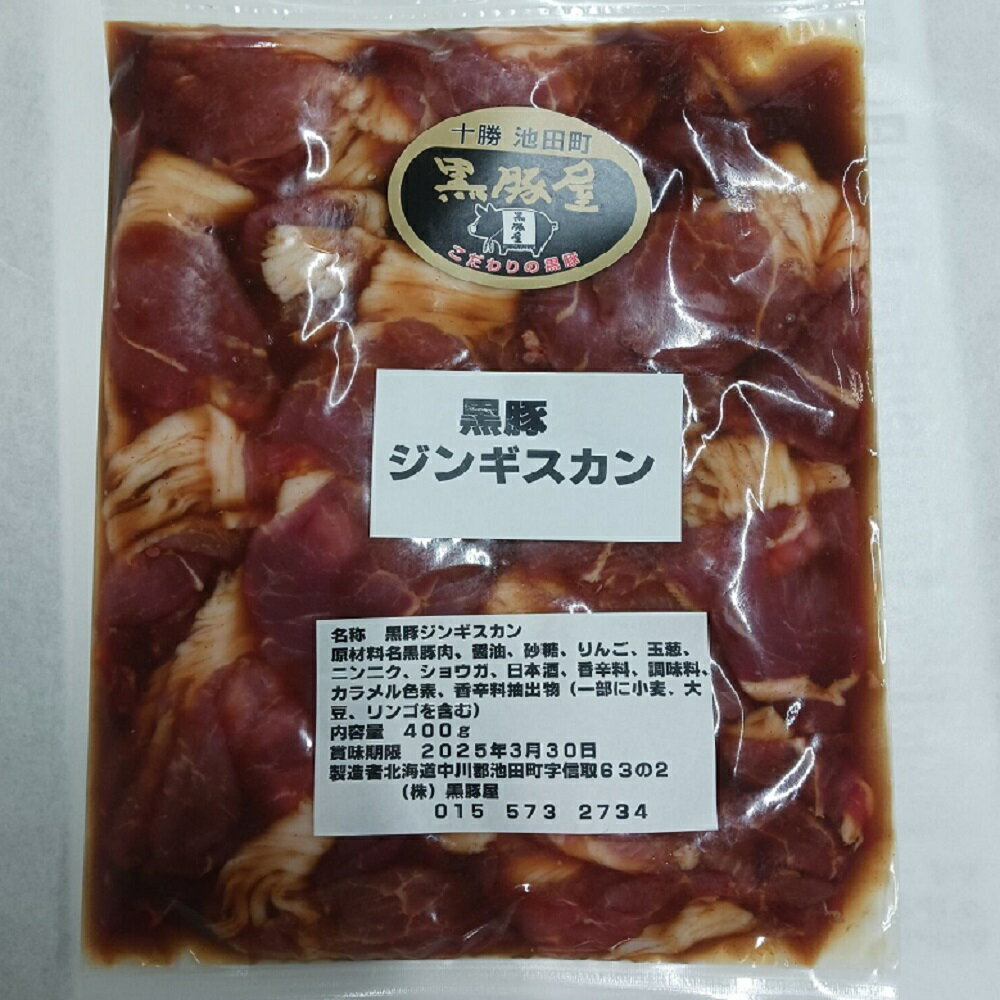 十勝 池田町
黒豚屋
黒豚屋
こだわりの黒豚
黒豚
ジンギスカン
名称 黒豚ジンギスカン
原材料名黒豚肉、醤油、砂糖、りんご、玉葱、
ニンニク、ショウガ、日本酒、香辛料、調味料、
カラメル色素、香辛料抽出物(一部に小麦、大
豆、リンゴを含む)
内容量 400g
賞味期限 2025年3月30日
製造者北海道中川郡池田町字信取63の2
(株)黒豚屋
015 573 2734